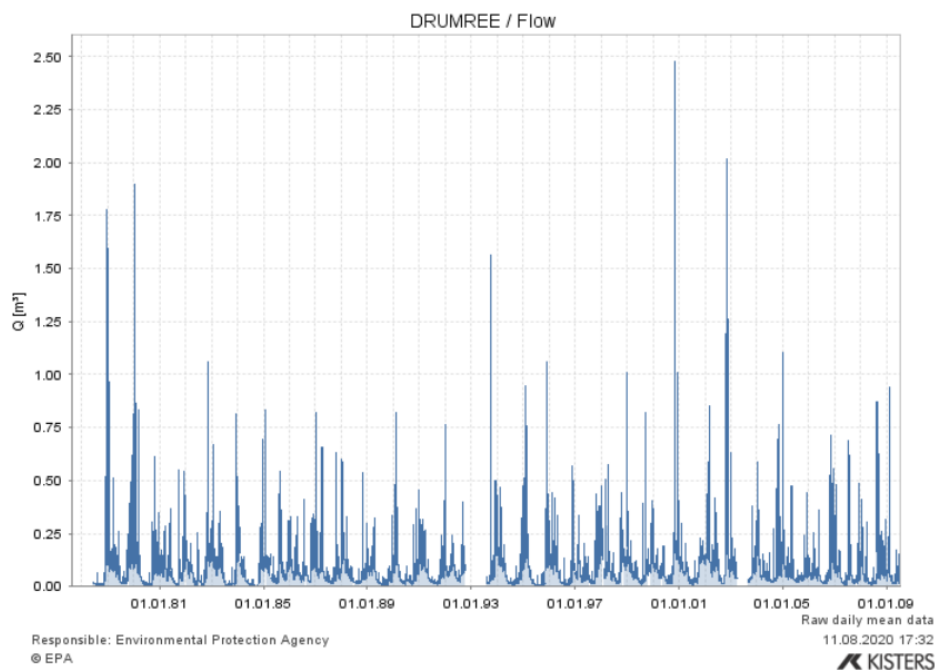 DRUMREE / Flow
Q [m³]
2.50
2.25
2.00
1.75
1.50
1.25
1.00
0.75
0.50
0.25
0.00
01.01.81 01.01.85 01.01.89 01.01.93 01.01.97 01.01.01 01.01.05 01.01.09
Raw daily mean data
Responsible: Environmental Protection Agency 11.08.2020 17:32
© EPA KISTERS